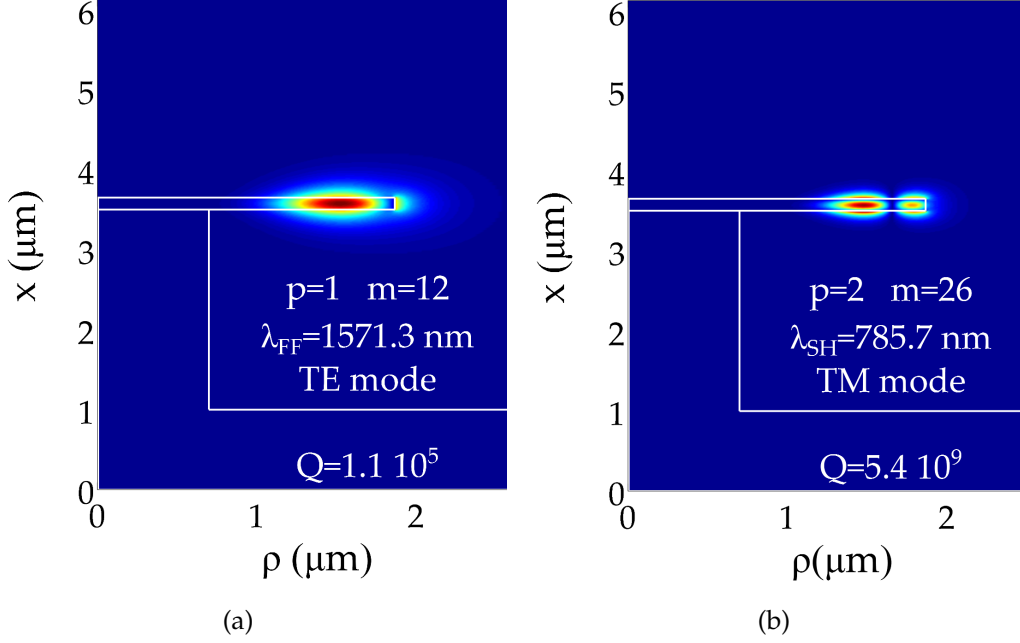 6
5
4
3
2
1
0
x (μm)
p=1 m=12
λFF=1571.3 nm
TE mode
Q=1.1 10^5
0 1 2
ρ (μm)
(a)
6
5
4
3
2
1
0
x (μm)
p=2 m=26
λSH=785.7 nm
TM mode
Q=5.4 10^9
0 1 2
ρ(μm)
(b)